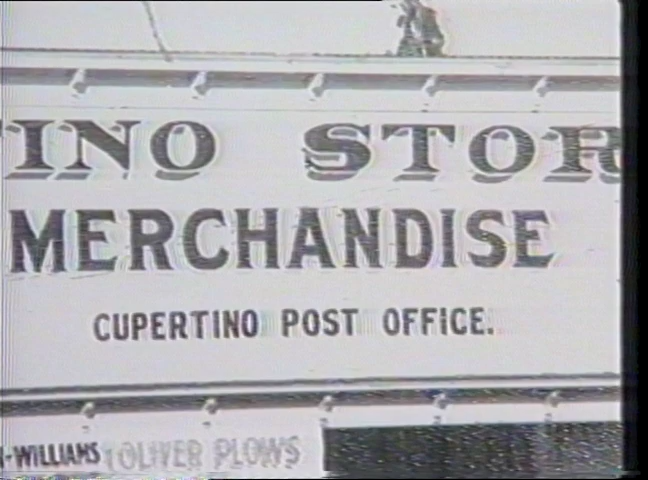 INO STOR
MERCHANDISE
CUPERTINO POST OFFICE.
-WILLIAMS OLIVER PLOWS